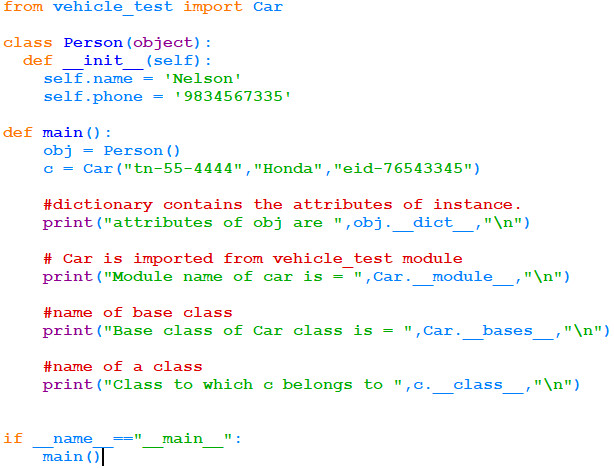 from vehicle_test import Car
class Person(object):
  def __init__(self):
    self.name = 'Nelson'
    self.phone = '9834567335'
def main():
    obj = Person()
    c = Car("tn-55-4444","Honda","eid-76543345")
    #dictionary contains the attributes of instance.
    print("attributes of obj are ",obj.__dict__,"\n")
    # Car is imported from vehicle_test module
    print("Module name of car is = ",Car.__module__,"\n")
    #name of base class
    print("Base class of Car class is = ",Car.__bases__,"\n")
    #name of a class
    print("Class to which c belongs to ",c.__class__,"\n")
if __name__=="__main__":
    main()